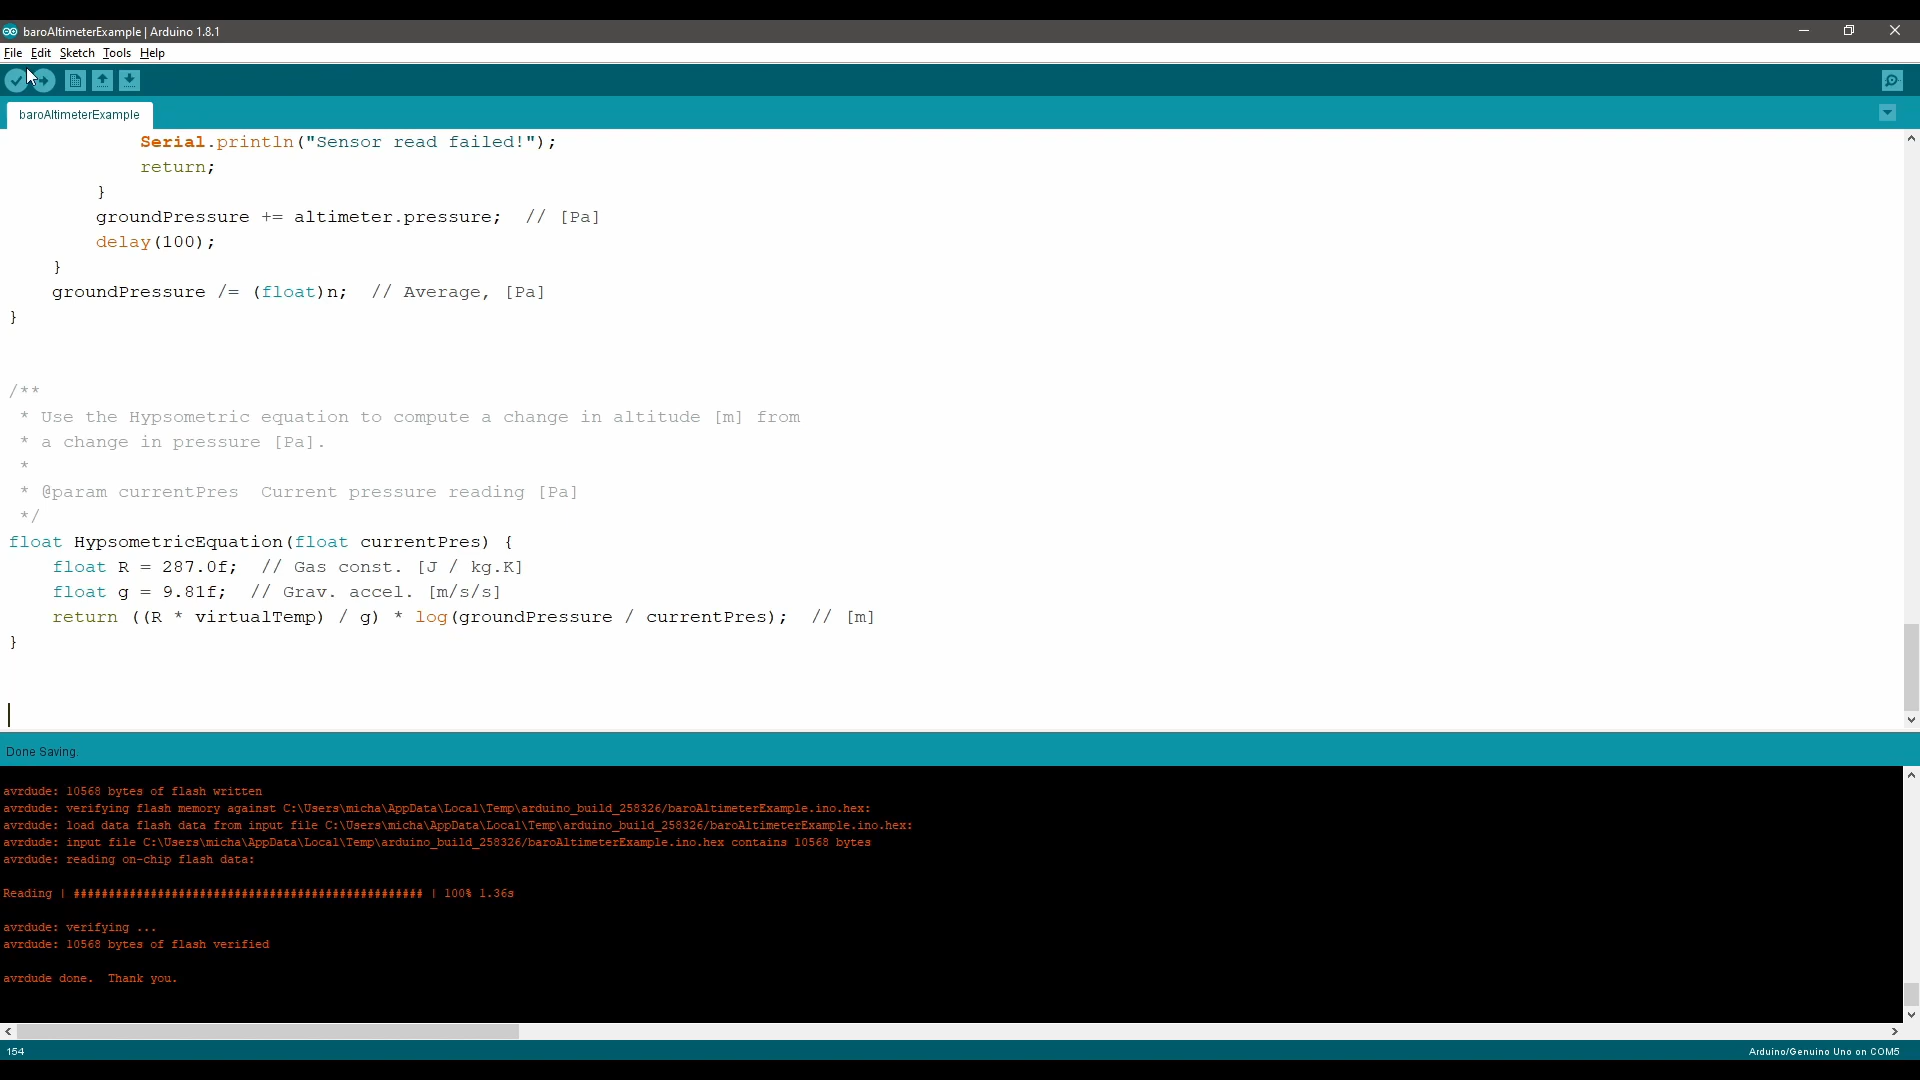 baroAltimeterExample | Arduino 1.8.1
File Edit Sketch Tools Help
baroAltimeterExample
Serial.println("Sensor read failed!");
return;
}
groundPressure += altimeter.pressure;  // [Pa]
delay(100);
}
groundPressure /= (float)n;  // Average, [Pa]
}
/**
* Use the Hypsometric equation to compute a change in altitude [m] from
* a change in pressure [Pa].
*
* @param currentPres  Current pressure reading [Pa]
*/
float HypsometricEquation(float currentPres) {
float R = 287.0f;  // Gas const. [J / kg.K]
float g = 9.81f;  // Grav. accel. [m/s/s]
return ((R * virtualTemp) / g) * log(groundPressure / currentPres);  // [m]
}
Done Saving.
avrdude: 10568 bytes of flash written
avrdude: verifying flash memory against C:\Users\micha\AppData\Local\Temp\arduino_build_258326/baroAltimeterExample.ino.hex:
avrdude: load data flash data from input file C:\Users\micha\AppData\Local\Temp\arduino_build_258326/baroAltimeterExample.ino.hex:
avrdude: input file C:\Users\micha\AppData\Local\Temp\arduino_build_258326/baroAltimeterExample.ino.hex contains 10568 bytes
avrdude: reading on-chip flash data:
Reading | ################################################## | 100% 1.36s
avrdude: verifying ...
avrdude: 10568 bytes of flash verified
avrdude done.  Thank you.
154
Arduino/Genuino Uno on COM5